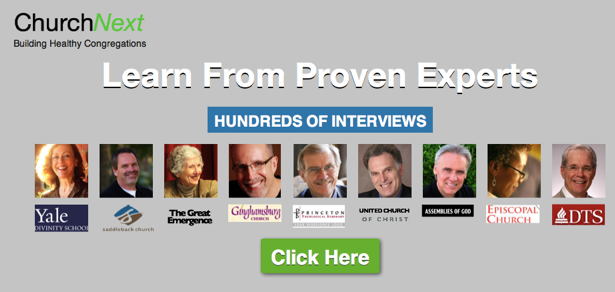 ChurchNext
Building Healthy Congregations
Learn From Proven Experts
HUNDREDS OF INTERVIEWS
Yale
DIVINITY SCHOOL
saddleback church
The Great
Emergence
Ginghamsburg
CHURCH
PRINCETON
UNITED CHURCH
OF CHRIST
ASSEMBLIES OF GOD
EPISCOPAL
CHURCH
DTS
Click Here